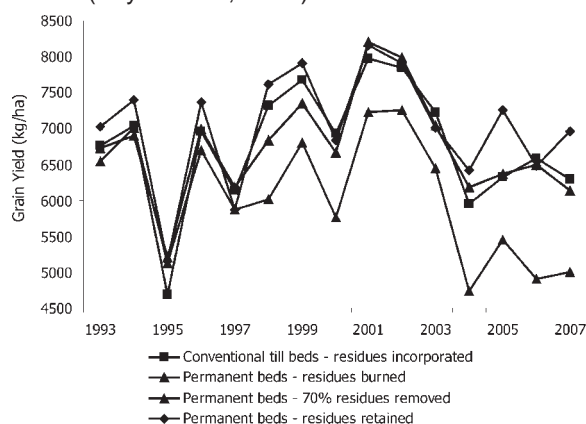 8500
8000
7500
7000
6500
6000
5500
5000
4500
Grain Yield (kg/ha)
1993 1995 1997 1999 2001 2003 2005 2007
Conventional till beds - residues incorporated
Permanent beds - residues burned
Permanent beds - 70% residues removed
Permanent beds - residues retained